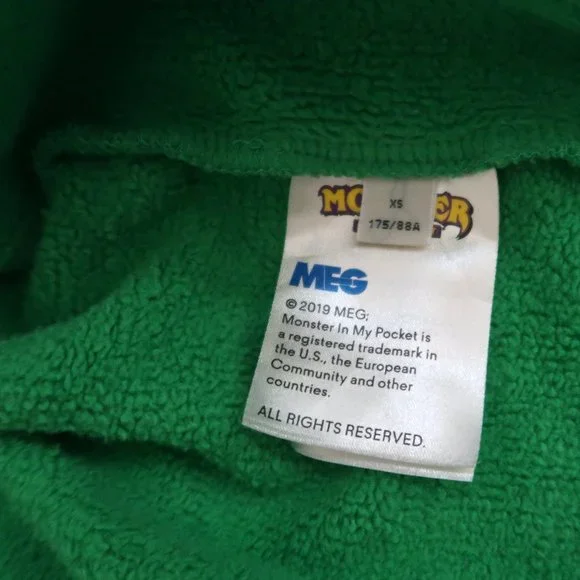 XS
175/88A
MEG
© 2019 MEG;
Monster In My Pocket is
a registered trademark in
the U.S., the European
Community and other
countries.
ALL RIGHTS RESERVED.